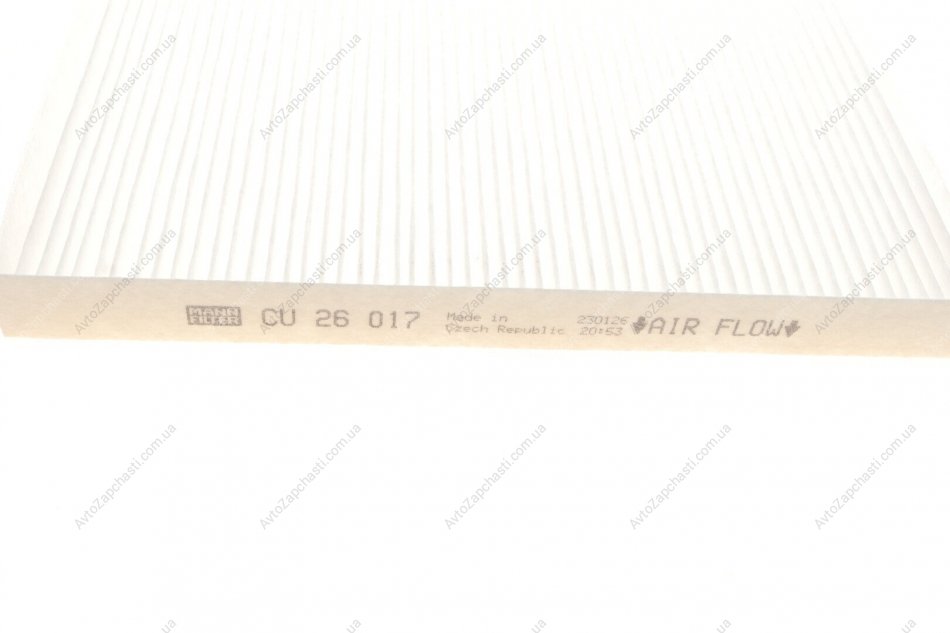 MANN
FILTER
CU 26 017
Made in
Czech Republic
230126
20:53
AIR FLOW
AvtoZapchasti.com.ua